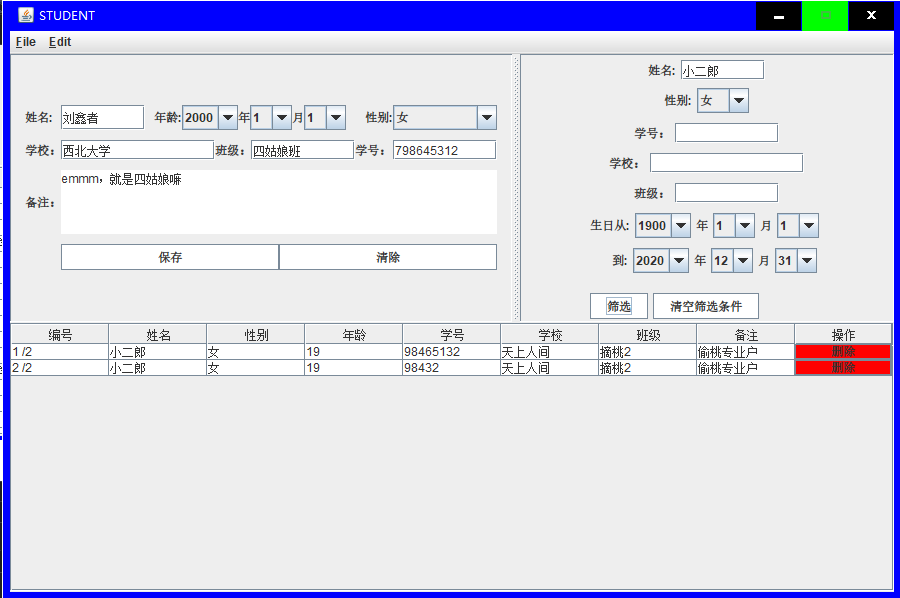 STUDENT
File Edit
姓名: 刘鑫者 年龄: 2000 年 1 月 1 性别: 女
学校: 西北大学 班级: 四姑娘班 学号: 798645312
备注: emmm，就是四姑娘嘛
保存 清除
姓名: 小二郎
性别: 女
学号:
学校:
班级:
生日从: 1900 年 1 月 1
到: 2020 年 12 月 31
筛选 清空筛选条件
编号 姓名 性别 年龄 学号 学校 班级 备注 操作
1 /2 小二郎 女 19 98465132 天上人间 摘桃2 偷桃专业户 删除
2 /2 小二郎 女 19 98432 天上人间 摘桃2 偷桃专业户 删除